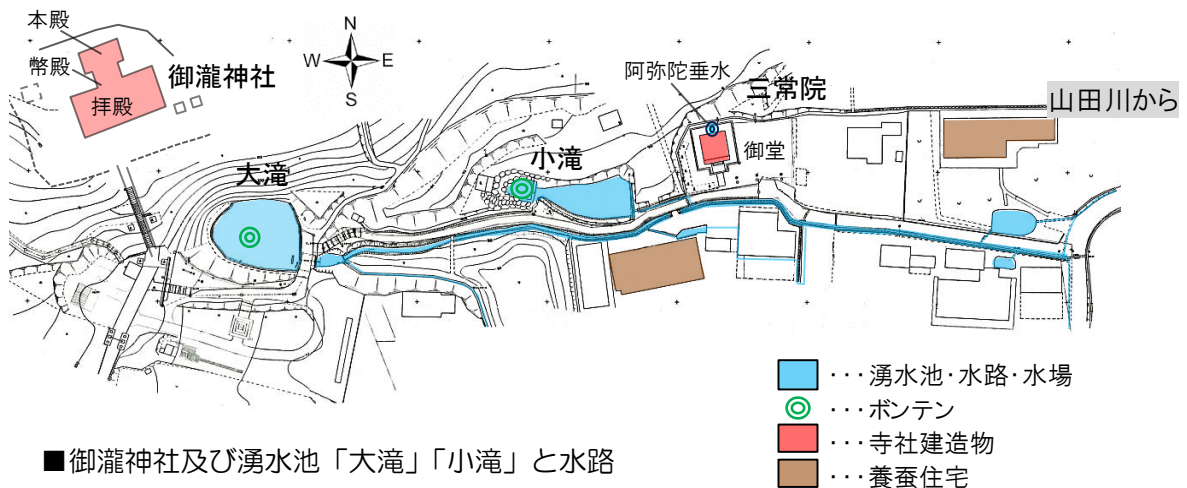 本殿
幣殿
拝殿
御瀧神社
N
W
E
S
大滝
小滝
阿弥陀垂水
三常院
御堂
山田川から
・・・湧水池・水路・水場
・・・ボンテン
・・・寺社建造物
・・・養蚕住宅
■御瀧神社及び湧水池「大滝」「小滝」と水路